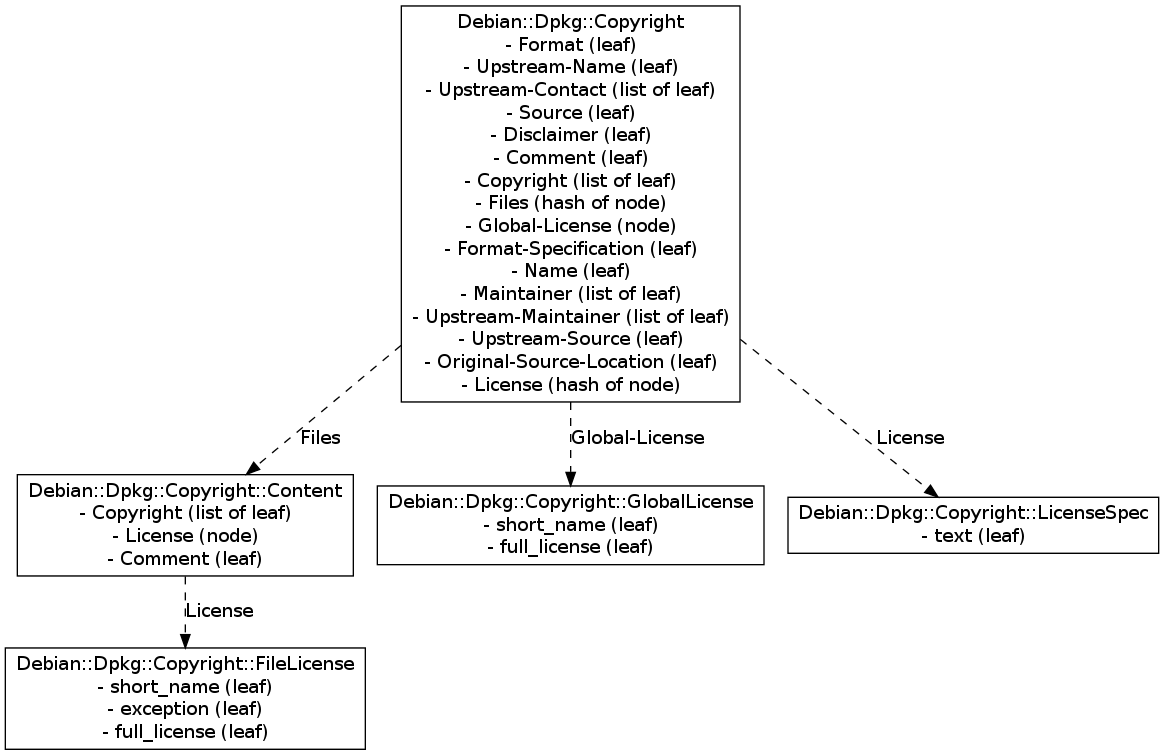 Debian::Dpkg::Copyright
- Format (leaf)
- Upstream-Name (leaf)
- Upstream-Contact (list of leaf)
- Source (leaf)
- Disclaimer (leaf)
- Comment (leaf)
- Copyright (list of leaf)
- Files (hash of node)
- Global-License (node)
- Format-Specification (leaf)
- Name (leaf)
- Maintainer (list of leaf)
- Upstream-Maintainer (list of leaf)
- Upstream-Source (leaf)
- Original-Source-Location (leaf)
- License (hash of node)
Files
Global-License
License
Debian::Dpkg::Copyright::Content
- Copyright (list of leaf)
- License (node)
- Comment (leaf)
Debian::Dpkg::Copyright::GlobalLicense
- short_name (leaf)
- full_license (leaf)
Debian::Dpkg::Copyright::LicenseSpec
- text (leaf)
License
Debian::Dpkg::Copyright::FileLicense
- short_name (leaf)
- exception (leaf)
- full_license (leaf)